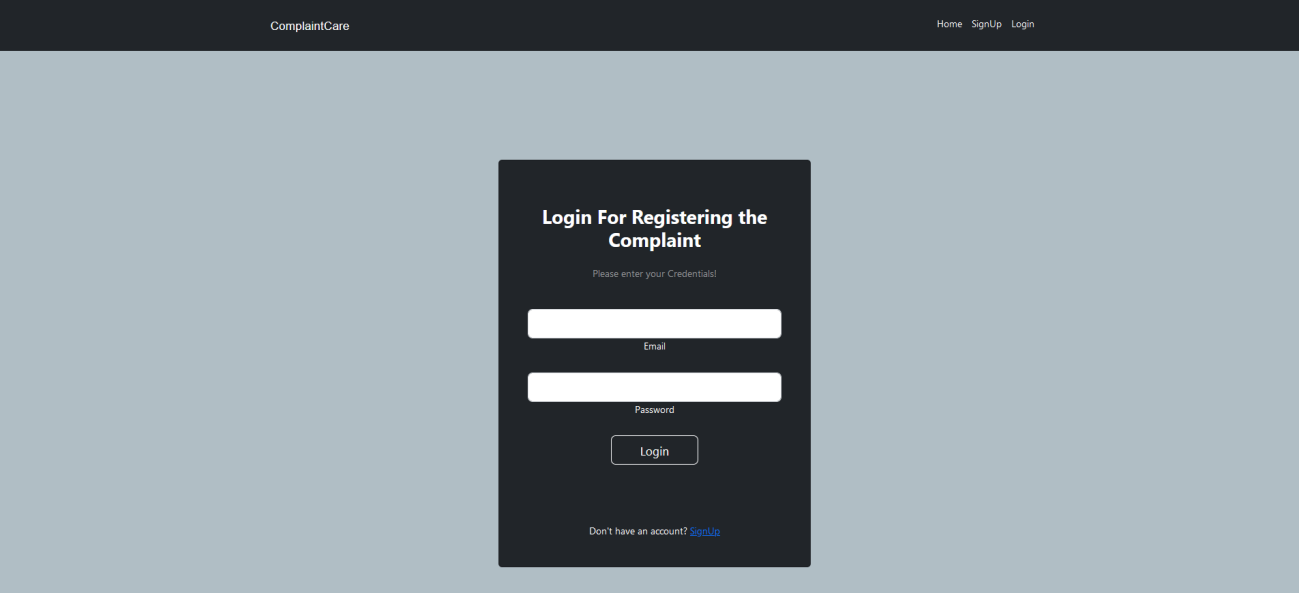 ComplaintCare
Home SignUp Login
Login For Registering the
Complaint
Please enter your Credentials!
Email
Password
Login
Don't have an account? SignUp